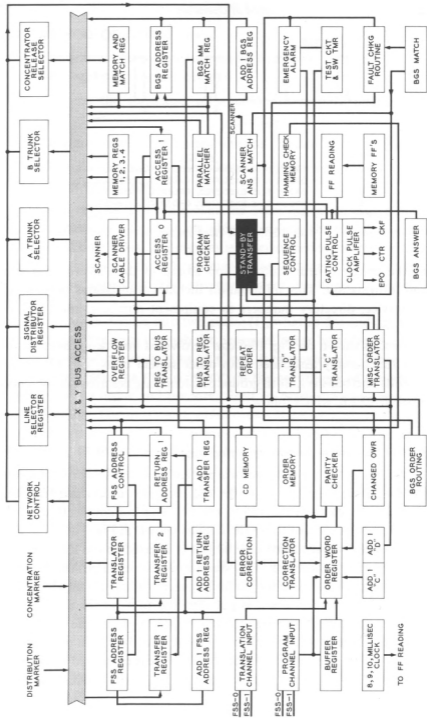 DISTRIBUTION
MARKER
CONCENTRATION
MARKER
NETWORK
CONTROL
LINE
SELECTOR
REGISTER
SIGNAL
DISTRIBUTOR
REGISTER
A TRUNK
SELECTOR
B TRUNK
SELECTOR
CONCENTRATOR
RELEASE
SELECTOR
X & Y BUS ACCESS
FSS ADDRESS
REGISTER
TRANSLATOR
REGISTER
FSS ADDRESS
CONTROL
OVERFLOW
REGISTER
SCANNER
SCANNER
CABLE DRIVER
MEMORY REGS
1, 2, 3, 4
MEMORY AND
MATCH REG
TRANSFER
REGISTER 1
TRANSFER 2
RETURN
ADDRESS REG 1
REG TO BUS
TRANSLATOR
ACCESS
REGISTER 0
ACCESS
REGISTER 1
BGS ADDRESS
REGISTER
ADD 1 FSS
ADDRESS REG
ADD 1 RETURN
ADDRESS REG
ADD 1
TRANSFER REG
BUS TO REG
TRANSLATOR
PROGRAM
CHECKER
PARALLEL
MATCHER
BGS MM
MATCH REG
FSS-0
FSS-1
TRANSLATION
CHANNEL INPUT
ERROR
CORRECTION
CD MEMORY
REPEAT
ORDER
STAND-BY
TRANSFER
SCANNER
SCANNER
ANS & MATCH
ADD 1 BGS
ADDRESS REG
FSS-0
FSS-1
PROGRAM
CHANNEL INPUT
CORRECTION
TRANSLATOR
ORDER
MEMORY
"D"
TRANSLATOR
SEQUENCE
CONTROL
HAMMING CHECK
MEMORY
EMERGENCY
ALARM
BUFFER
REGISTER
ORDER WORD
REGISTER
PARITY
CHECKER
"C"
TRANSLATOR
GATING PULSE
CONTROL
CLOCK PULSE
AMPLIFIER
FF READING
TEST CKT
& SW TMR
8, 9, 10, MILLISEC
CLOCK
ADD 1
"C"
ADD 1
"D"
CHANGED OWR
MISC ORDER
TRANSLATOR
EPO
CTR
CKF
MEMORY FF'S
FAULT CHKG
ROUTINE
TO FF READING
BGS ORDER
ROUTING
BGS ANSWER
BGS MATCH